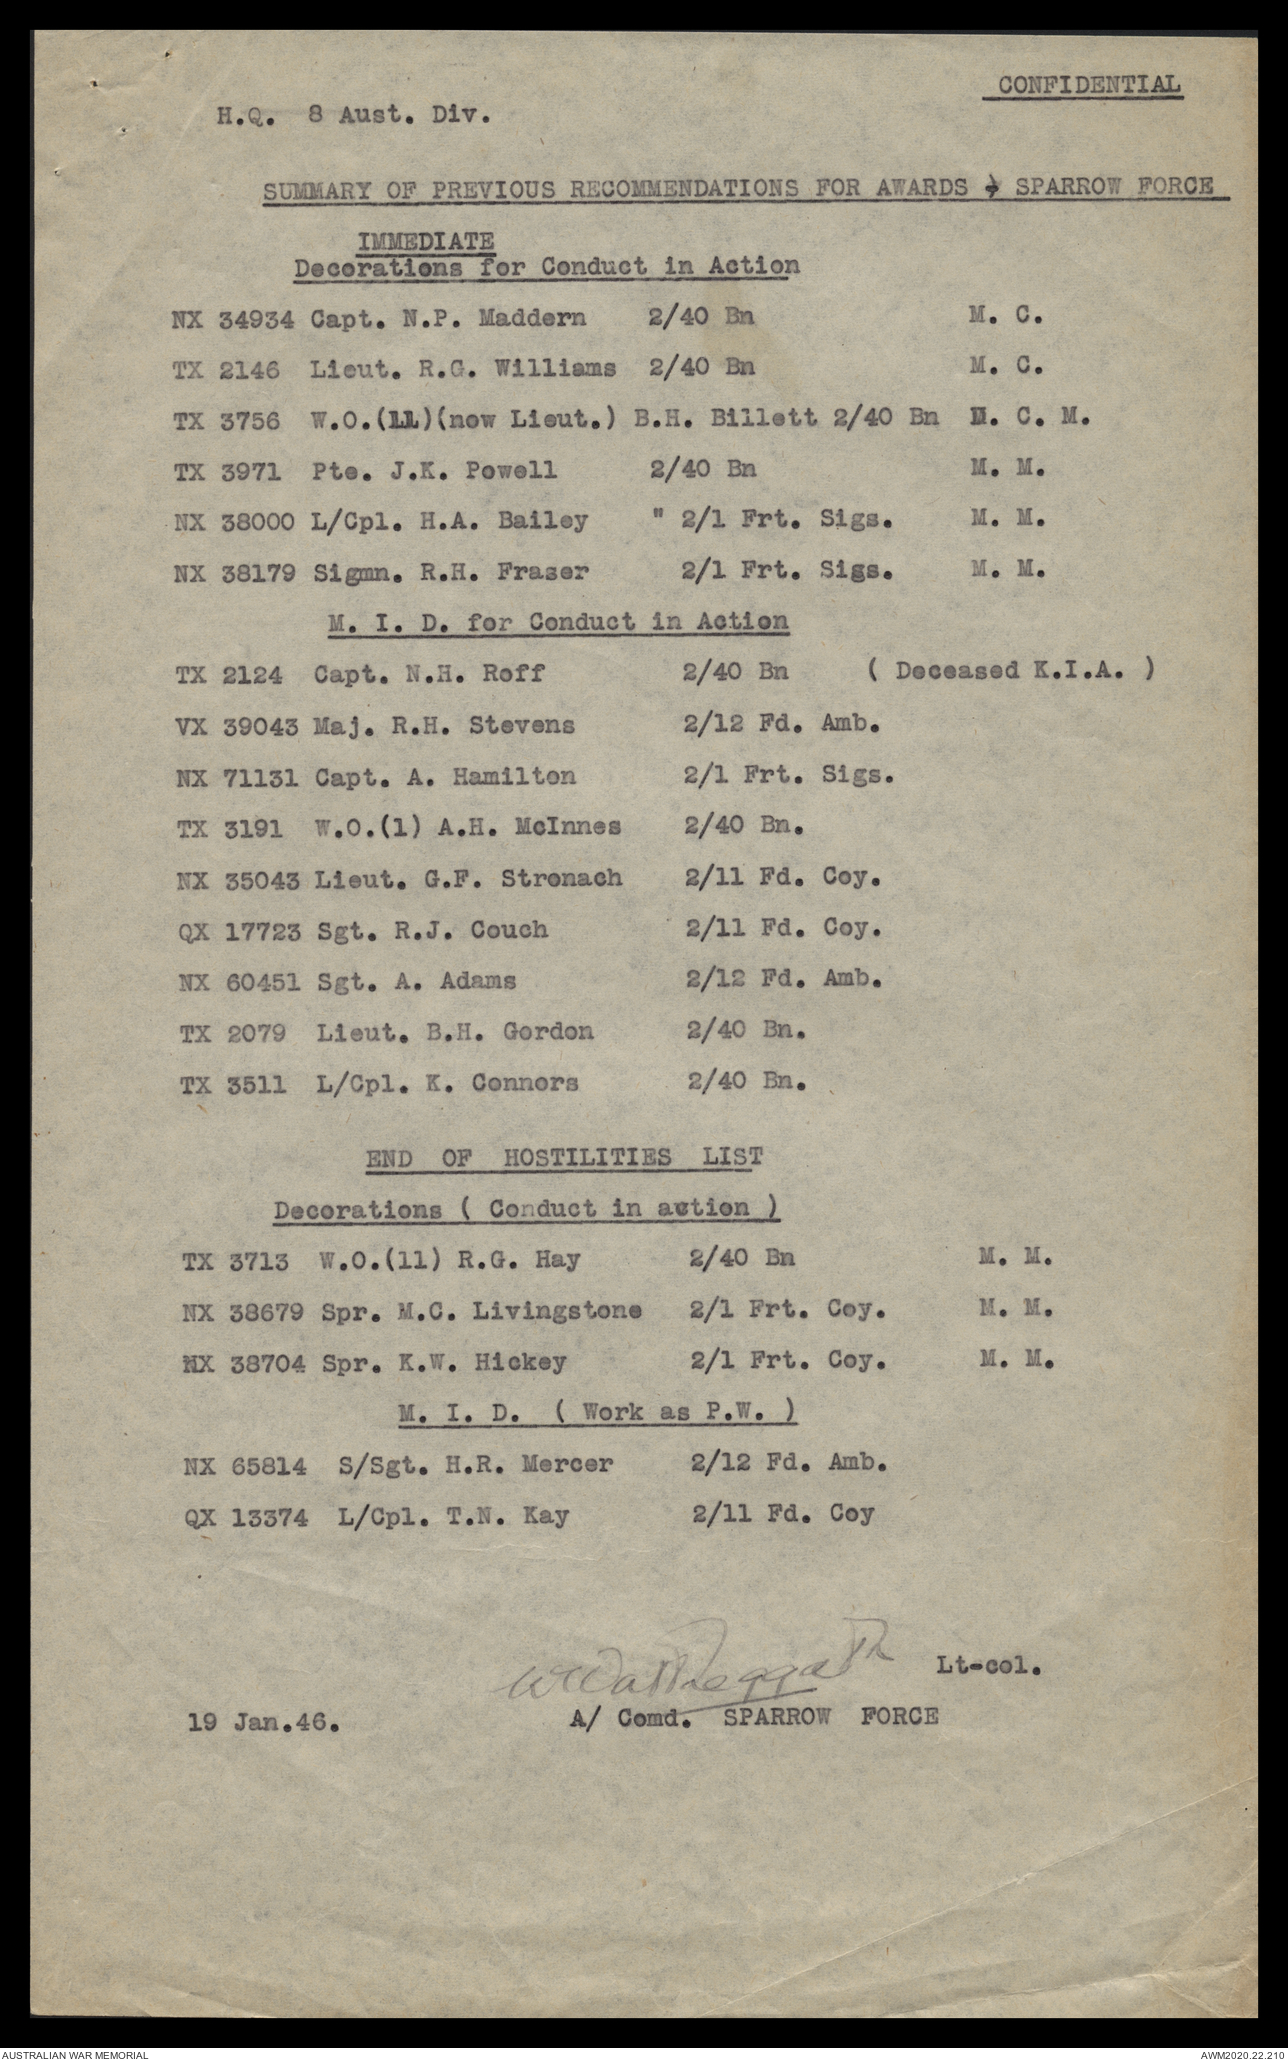 CONFIDENTIAL
H.Q. 8 Aust. Div.
SUMMARY OF PREVIOUS RECOMMENDATIONS FOR AWARDS - SPARROW FORCE
IMMEDIATE
Decorations for Conduct in Action
NX 34934 Capt. N.P. Maddern 2/40 Bn M. C.
TX 2146 Lieut. R.G. Williams 2/40 Bn M. C.
TX 3756 W.O.(11)(now Lieut.) B.H. Billett 2/40 Bn D. C. M.
TX 3971 Pte. J.K. Powell 2/40 Bn M. M.
NX 38000 L/Cpl. H.A. Bailey " 2/1 Frt. Sigs. M. M.
NX 38179 Sigmn. R.H. Fraser 2/1 Frt. Sigs. M. M.
M. I. D. for Conduct in Action
TX 2124 Capt. N.H. Roff 2/40 Bn ( Deceased K.I.A. )
VX 39043 Maj. R.H. Stevens 2/12 Fd. Amb.
NX 71131 Capt. A. Hamilton 2/1 Frt. Sigs.
TX 3191 W.O.(1) A.H. McInnes 2/40 Bn.
NX 35043 Lieut. G.F. Stronach 2/11 Fd. Coy.
QX 17723 Sgt. R.J. Couch 2/11 Fd. Coy.
NX 60451 Sgt. A. Adams 2/12 Fd. Amb.
TX 2079 Lieut. B.H. Gordon 2/40 Bn.
TX 3511 L/Cpl. K. Connors 2/40 Bn.
END OF HOSTILITIES LIST
Decorations ( Conduct in action )
TX 3713 W.O.(11) R.G. Hay 2/40 Bn M. M.
NX 38679 Spr. M.C. Livingstone 2/1 Frt. Coy. M. M.
NX 38704 Spr. K.W. Hickey 2/1 Frt. Coy. M. M.
M. I. D. ( Work as P.W. )
NX 65814 S/Sgt. H.R. Mercer 2/12 Fd. Amb.
QX 13374 L/Cpl. T.N. Kay 2/11 Fd. Coy
Lt-col.
19 Jan.46. A/ Comd. SPARROW FORCE
AUSTRALIAN WAR MEMORIAL AWM2020.22.210